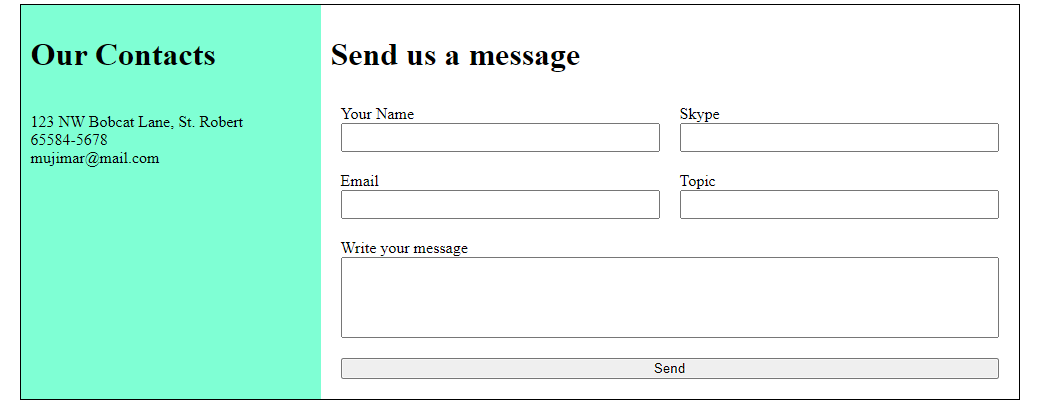 Our Contacts
123 NW Bobcat Lane, St. Robert
65584-5678
mujimar@mail.com
Send us a message
Your Name
Skype
Email
Topic
Write your message
Send